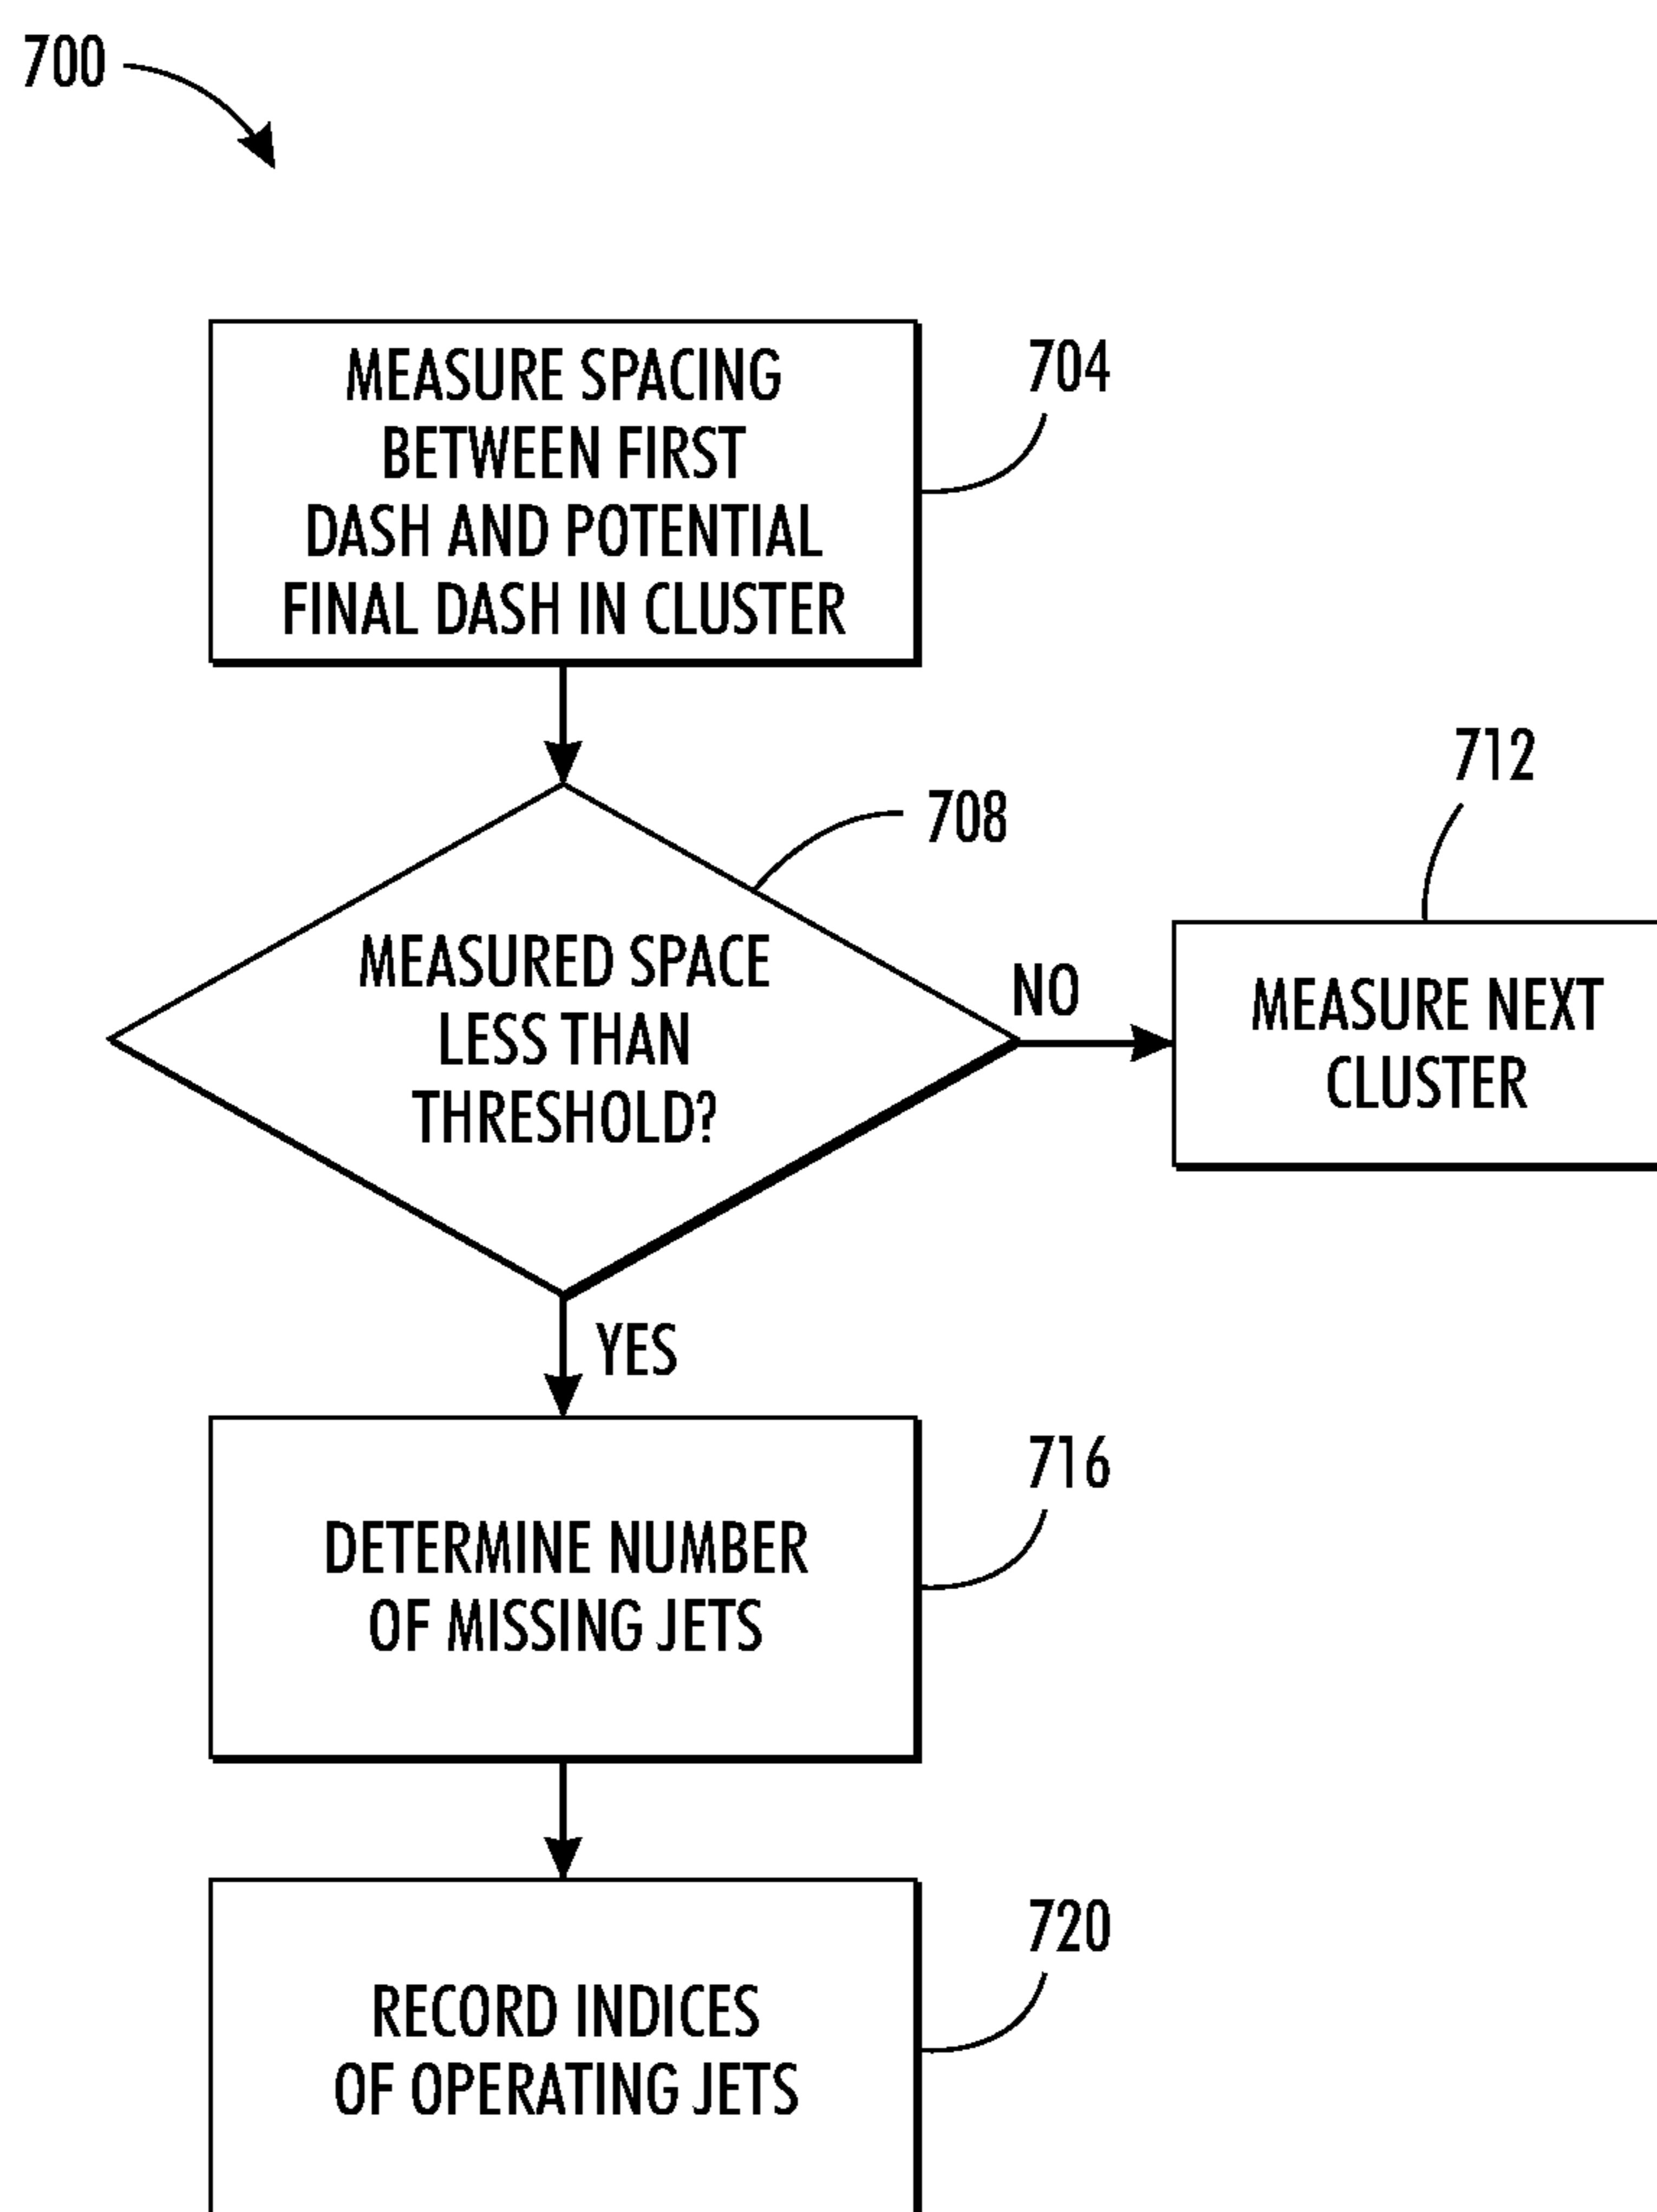 700
MEASURE SPACING
BETWEEN FIRST
DASH AND POTENTIAL
FINAL DASH IN CLUSTER
704
708
712
MEASURED SPACE
LESS THAN
THRESHOLD?
NO
MEASURE NEXT
CLUSTER
YES
DETERMINE NUMBER
OF MISSING JETS
716
RECORD INDICES
OF OPERATING JETS
720